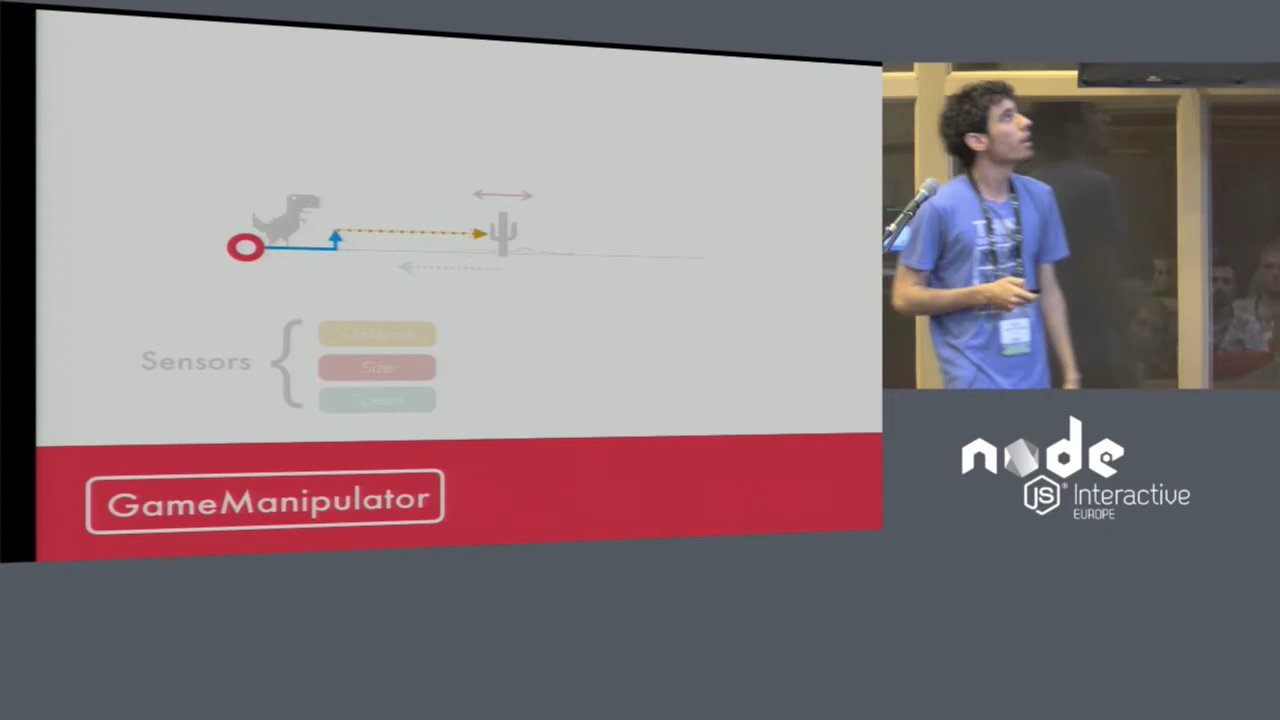 Sensors
Distance
Size
Speed
GameManipulator
node
JS® Interactive
EUROPE